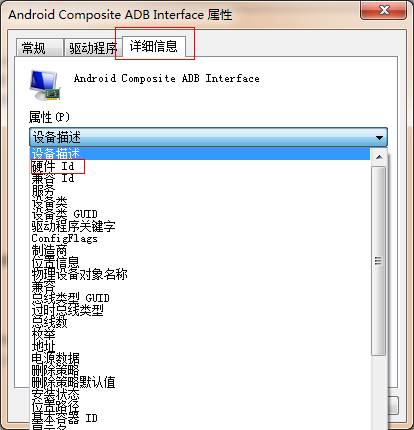 Android Composite ADB Interface 属性
常规 驱动程序 详细信息
Android Composite ADB Interface
属性(P)
设备描述
设备描述
硬件 Id
兼容 Id
服务
设备类
设备类 GUID
驱动程序关键字
ConfigFlags
制造商
位置信息
物理设备对象名称
兼容
总线类型 GUID
过时总线类型
总线数
枚举
地址
电源数据
删除策略
删除策略默认值
安装状态
位置路径
基本容器 ID